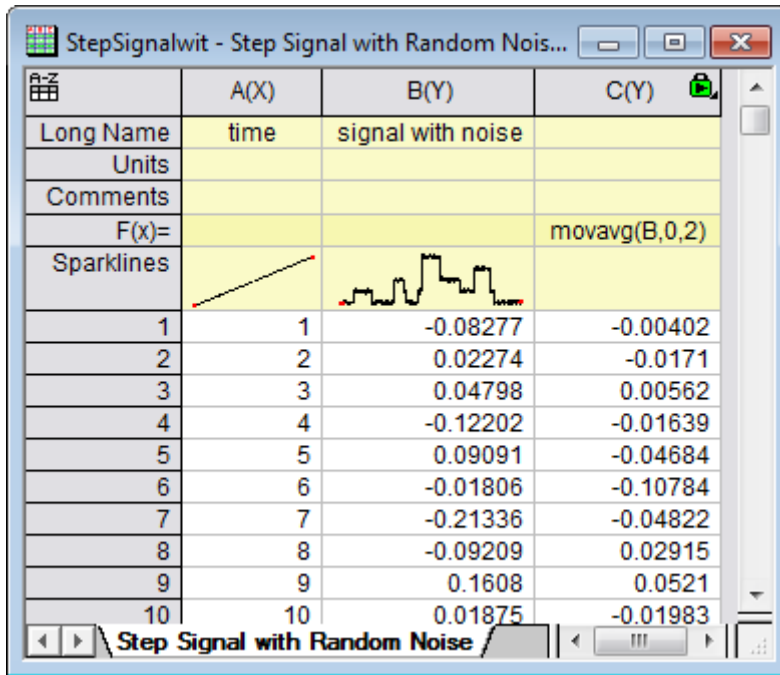 StepSignalwit - Step Signal with Random Nois...
A-Z A(X) B(Y) C(Y)
Long Name time signal with noise
Units
Comments
F(x)= movavg(B,0,2)
Sparklines
1 1 -0.08277 -0.00402
2 2 0.02274 -0.0171
3 3 0.04798 0.00562
4 4 -0.12202 -0.01639
5 5 0.09091 -0.04684
6 6 -0.01806 -0.10784
7 7 -0.21336 -0.04822
8 8 -0.09209 0.02915
9 9 0.1608 0.0521
10 10 0.01875 -0.01983
Step Signal with Random Noise